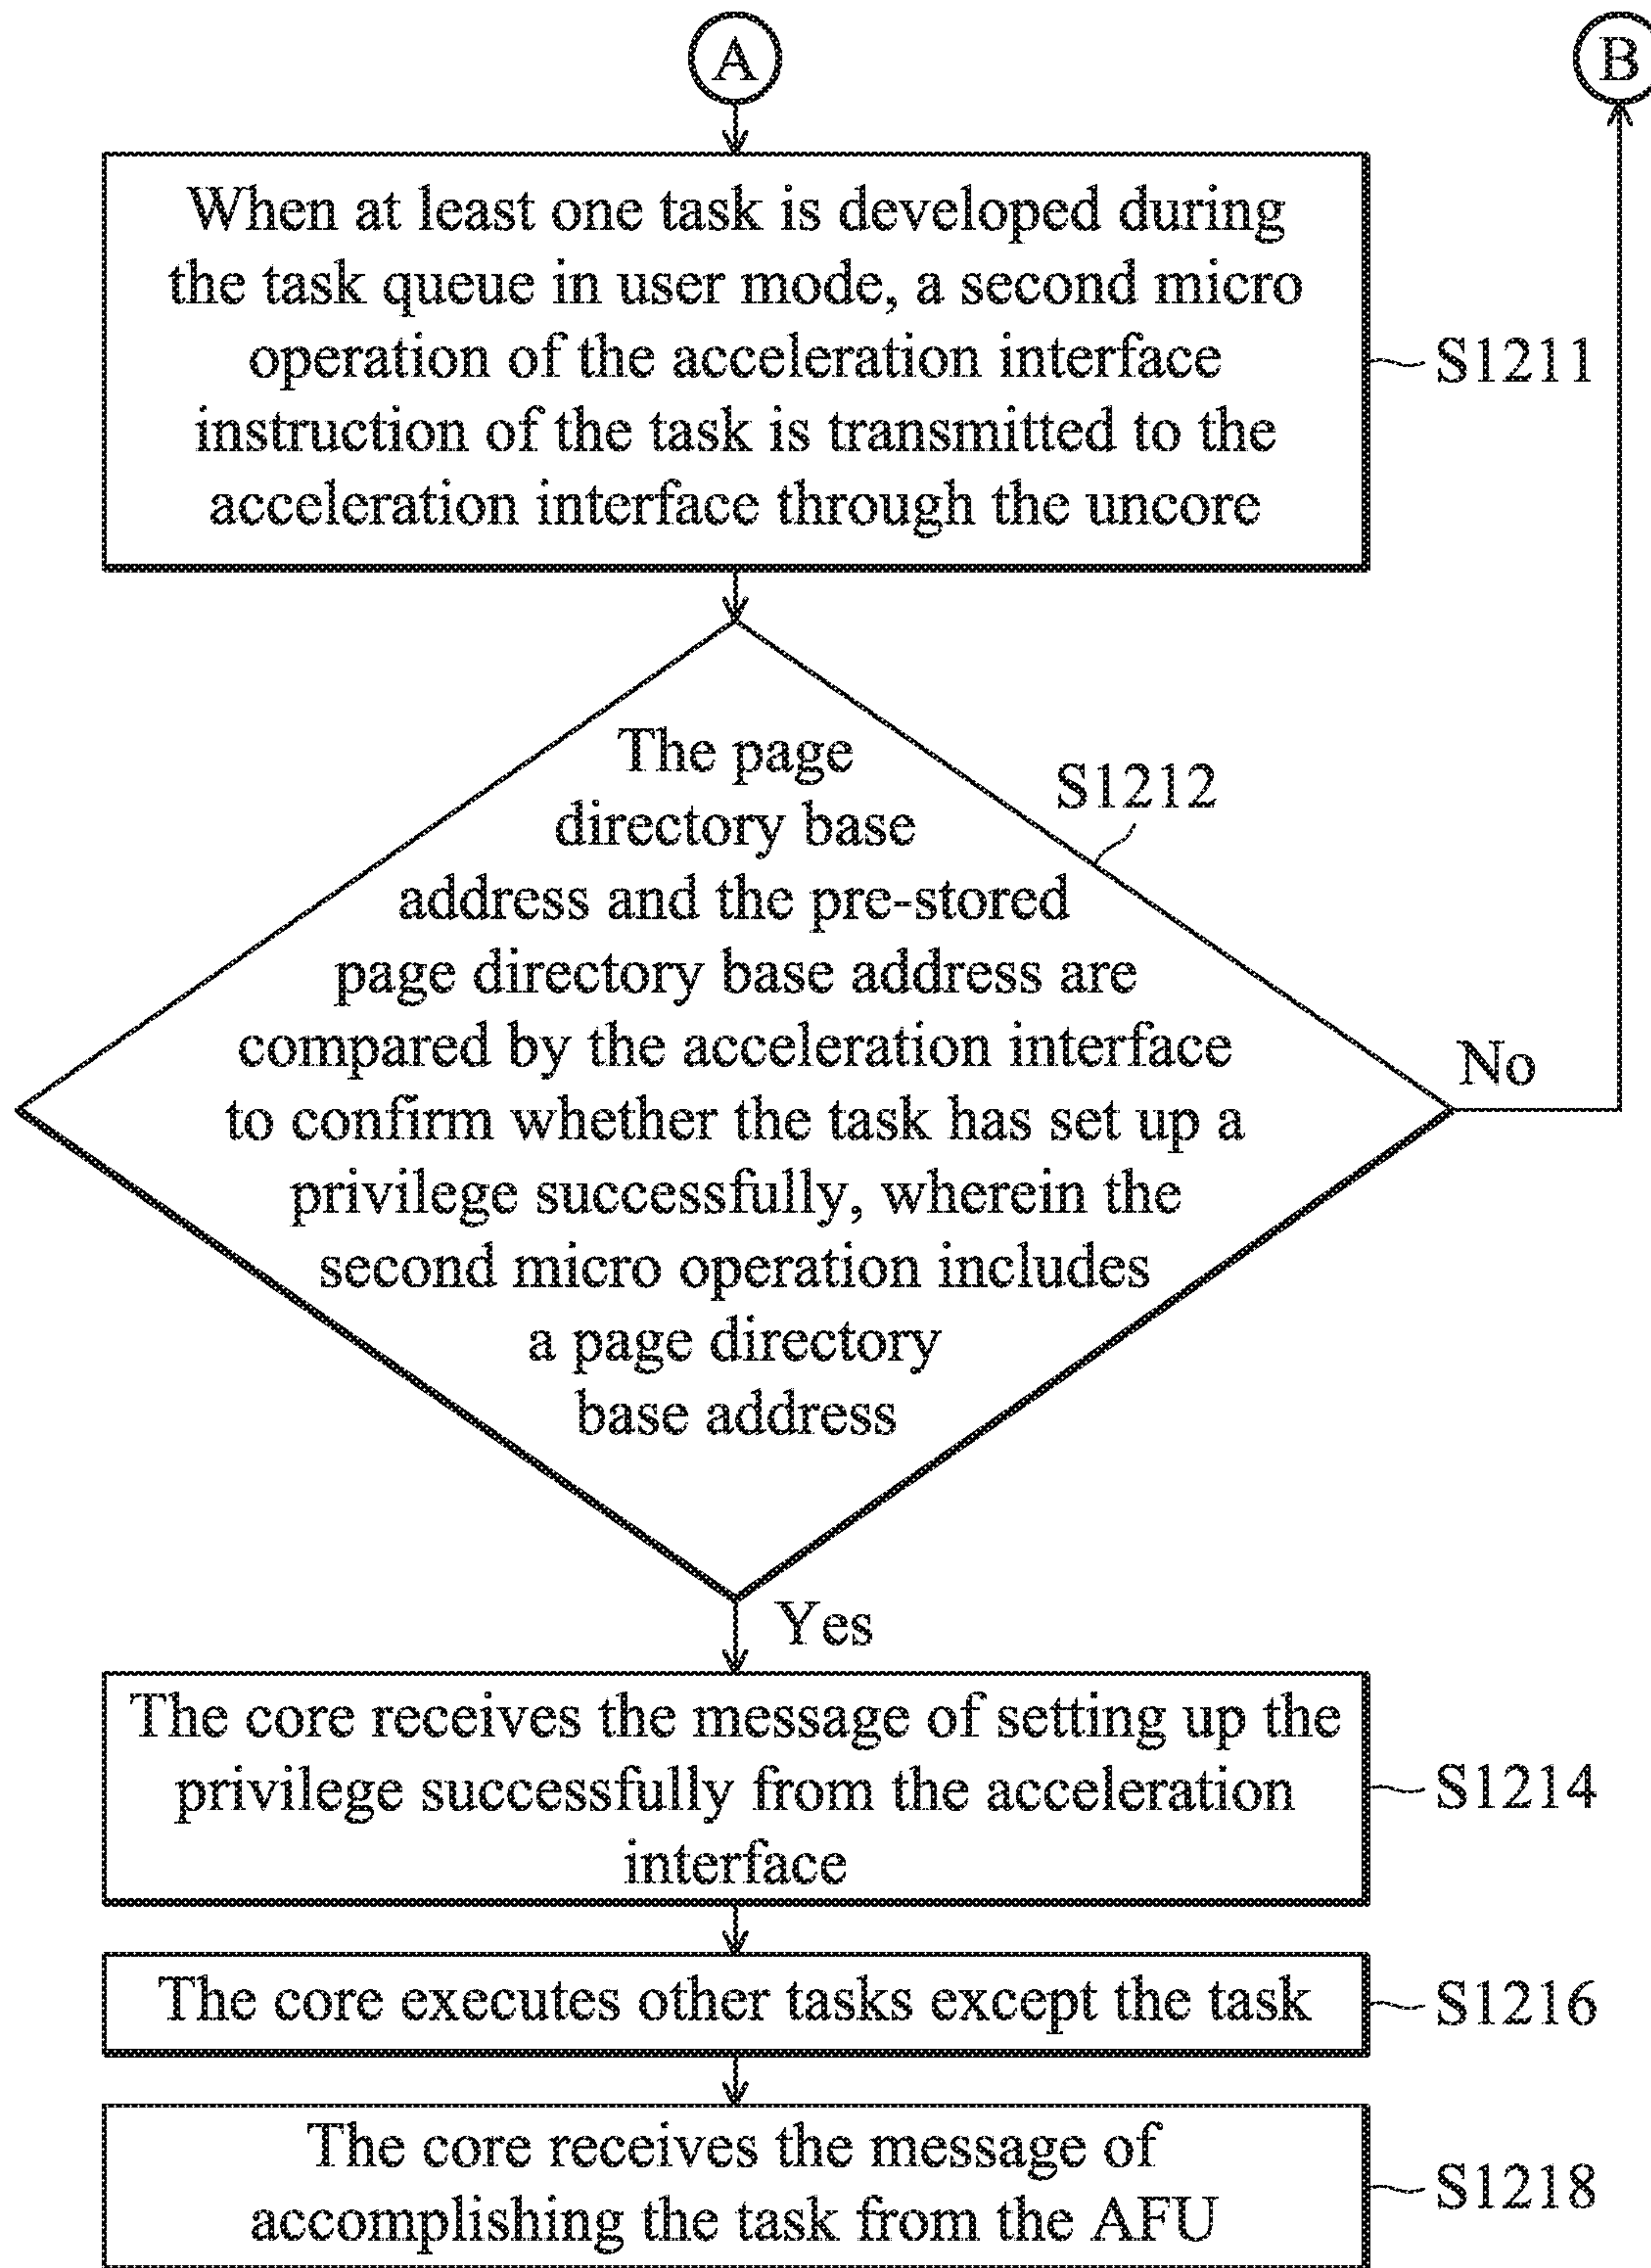 A
B
When at least one task is developed during
the task queue in user mode, a second micro
operation of the acceleration interface
instruction of the task is transmitted to the
acceleration interface through the uncore
S1211
The page
directory base
address and the pre-stored
page directory base address are
compared by the acceleration interface
to confirm whether the task has set up a
privilege successfully, wherein the
second micro operation includes
a page directory
base address
S1212
No
Yes
The core receives the message of setting up the
privilege successfully from the acceleration
interface
S1214
The core executes other tasks except the task
S1216
The core receives the message of
accomplishing the task from the AFU
S1218